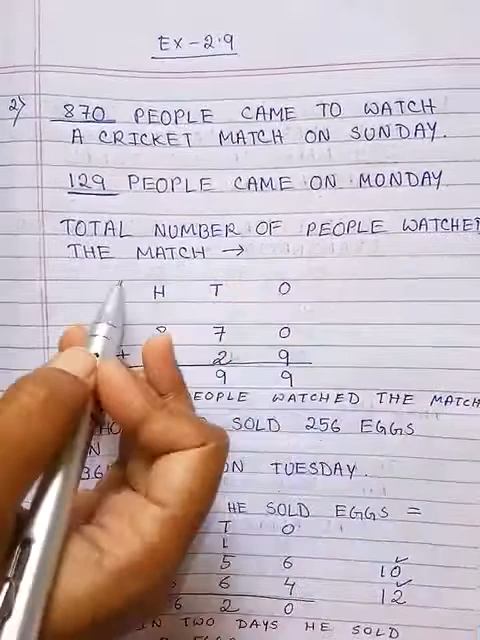 Ex-2.9
2) 870 PEOPLE CAME TO WATCH
A CRICKET MATCH ON SUNDAY.
129 PEOPLE CAME ON MONDAY
TOTAL NUMBER OF PEOPLE WATCHE
THE MATCH →
H T O
7 0
+ 2 9
9 9
PEOPLE WATCHED THE MATCH
SOLD 256 EGGS
ON TUESDAY.
HE SOLD EGGS =
T O
1
5 6 10
6 4 12
6 2 0
IN TWO DAYS HE SOLD